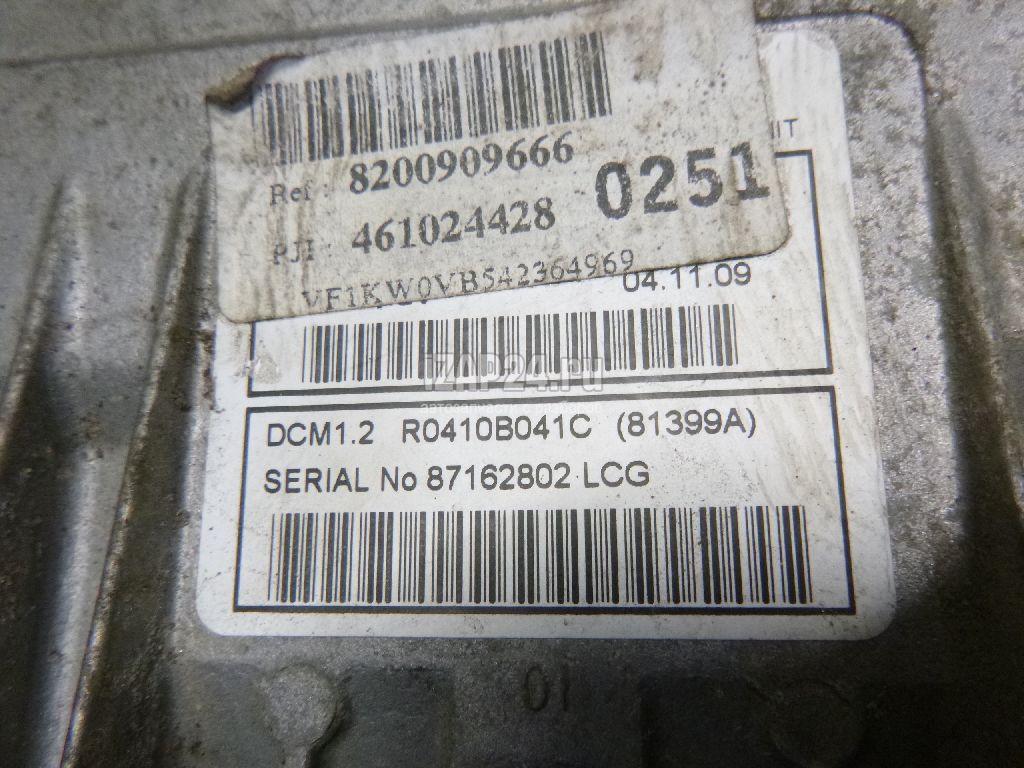 Ref : 8200909666
0251
PJI : 461024428
VF1KW0VB542364969
04.11.09
iZAP24.ru
DCM1.2 R0410B041C (81399A)
SERIAL No 87162802 LCG
01